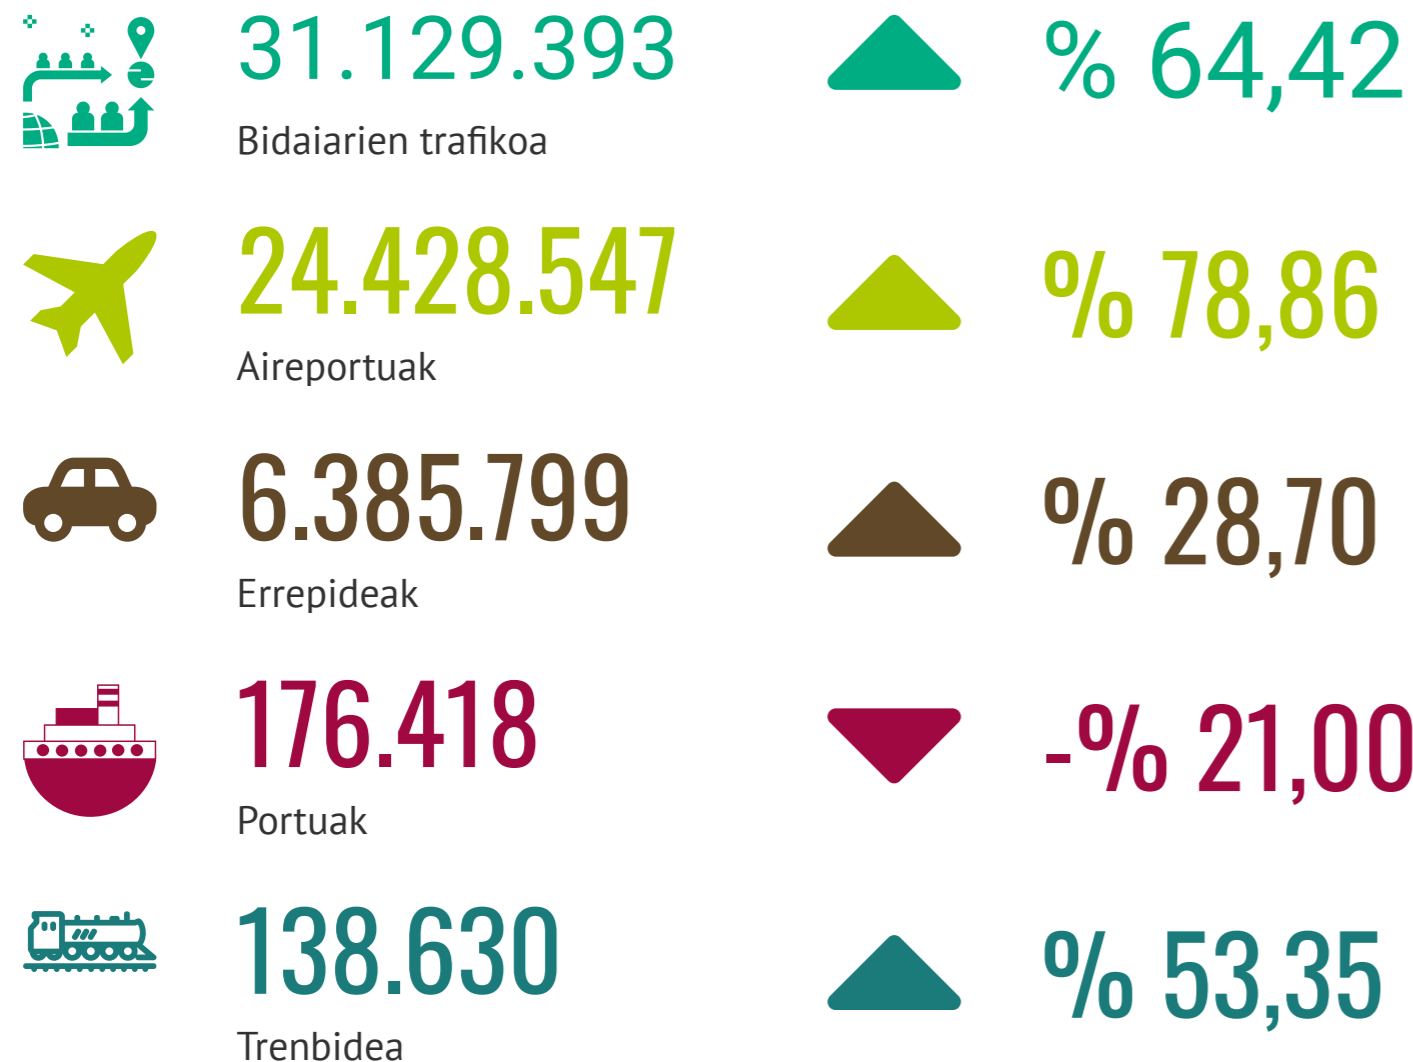 31.129.393
% 64,42
Bidaiarien trafikoa
24.428.547
% 78,86
Aireportuak
6.385.799
% 28,70
Errepideak
176.418
-% 21,00
Portuak
138.630
% 53,35
Trenbidea